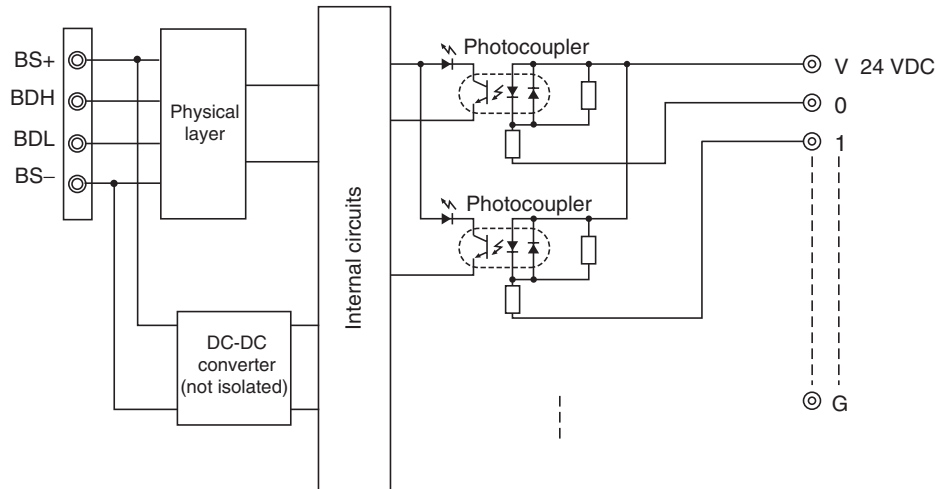 BS+
BDH
BDL
BS−
Physical
layer
DC-DC
converter
(not isolated)
Internal circuits
Photocoupler
Photocoupler
V 24 VDC
0
1
G